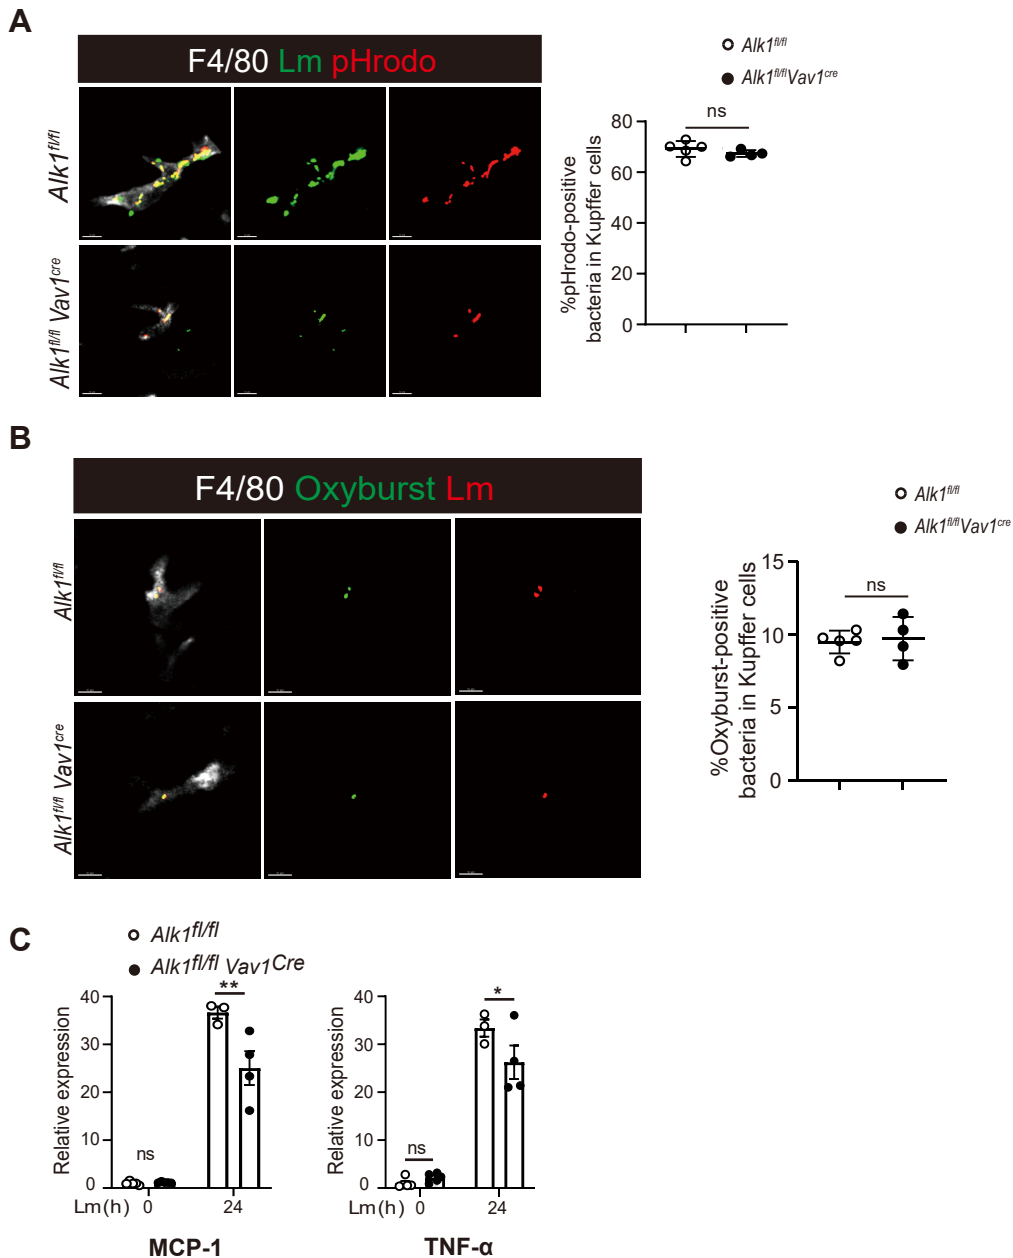 A
F4/80 Lm pHrodo
Alk1fl/fl
Alk1fl/fl Vav1cre
Alk1fl/fl
Alk1fl/flVav1cre
ns
80
60
40
20
0
%pHrodo-positive
bacteria in Kupffer cells
B
F4/80 Oxyburst Lm
Alk1fl/fl
Alk1fl/fl Vav1cre
Alk1fl/fl
Alk1fl/flVav1cre
ns
15
10
5
0
%Oxyburst-positive
bacteria in Kupffer cells
C
Alk1fl/fl
Alk1fl/fl Vav1Cre
**
ns
40
30
20
10
0
Relative expression
Lm(h) 0 24
MCP-1
*
ns
40
30
20
10
0
Relative expression
Lm(h) 0 24
TNF-α